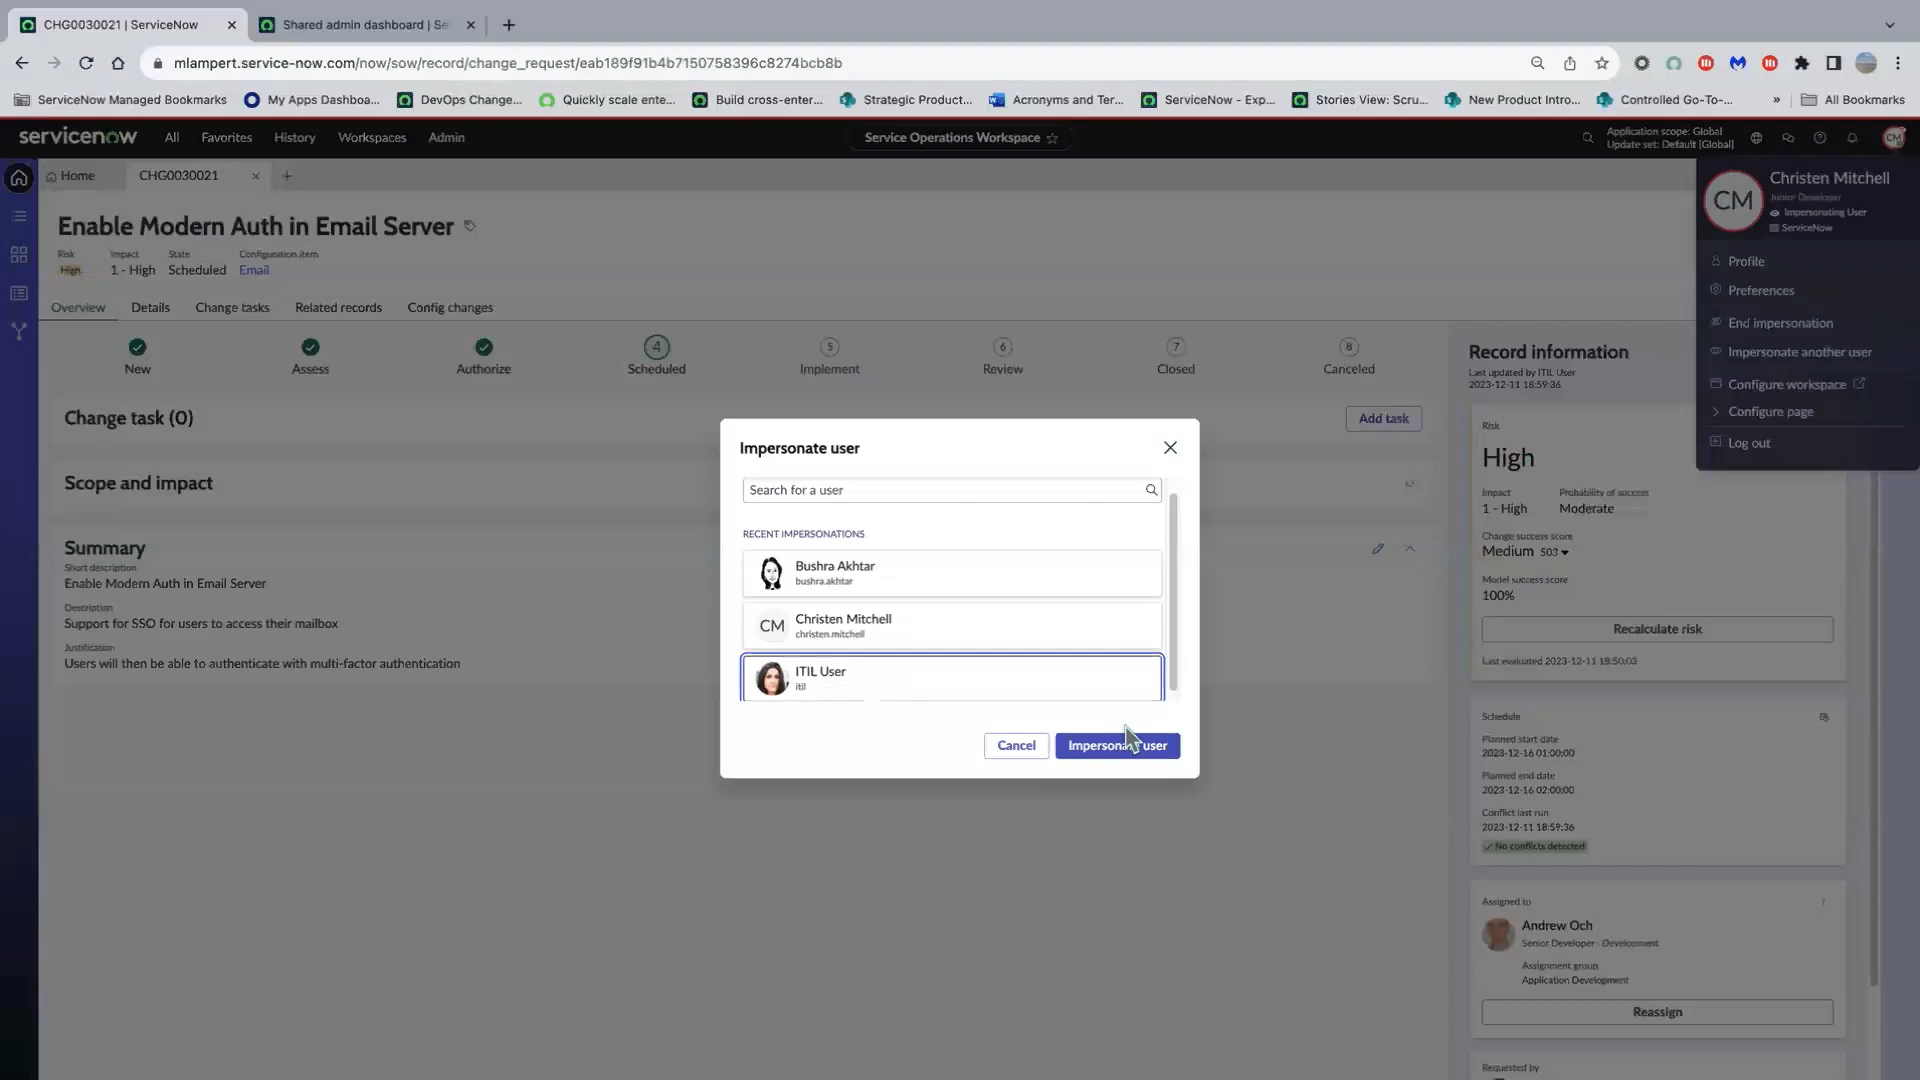 CHG0030021 | ServiceNow
Shared admin dashboard | Se
mlampert.service-now.com/now/sow/record/change_request/eab189f91b4b7150758396c8274bcb8b
ServiceNow Managed Bookmarks
My Apps Dashboa...
DevOps Change...
Quickly scale ente...
Build cross-enter...
Strategic Product...
Acronyms and Ter...
ServiceNow - Exp...
Stories View: Scru...
New Product Intro...
Controlled Go-To-...
»
All Bookmarks
servicenow
All
Favorites
History
Workspaces
Admin
Service Operations Workspace
Application scope: Global
Update set: Default [Global]
CM
Home
CHG0030021
Enable Modern Auth in Email Server
Risk
High
Impact
1 - High
State
Scheduled
Configuration item
Email
Overview
Details
Change tasks
Related records
Config changes
New
Assess
Authorize
4
Scheduled
5
Implement
6
Review
7
Closed
8
Canceled
Change task (0)
Add task
Scope and impact
Summary
Short description
Enable Modern Auth in Email Server
Description
Support for SSO for users to access their mailbox
Justification
Users will then be able to authenticate with multi-factor authentication
Impersonate user
Search for a user
RECENT IMPERSONATIONS
Bushra Akhtar
bushra.akhtar
CM
Christen Mitchell
christen.mitchell
ITIL User
itil
Cancel
Impersonate user
CM
Christen Mitchell
Junior Developer
Impersonating User
ServiceNow
Profile
Preferences
End impersonation
Impersonate another user
Configure workspace
Configure page
Log out
Record information
Last updated by ITIL User
2023-12-11 18:59:36
Risk
High
Impact
1 - High
Probability of success
Moderate
Change success score
Medium 503
Model success score
100%
Recalculate risk
Last evaluated 2023-12-11 18:50:03
Schedule
Planned start date
2023-12-16 01:00:00
Planned end date
2023-12-16 02:00:00
Conflict last run
2023-12-11 18:59:36
No conflicts detected
Assigned to
Andrew Och
Senior Developer - Development
Assignment group
Application Development
Reassign
Requested by